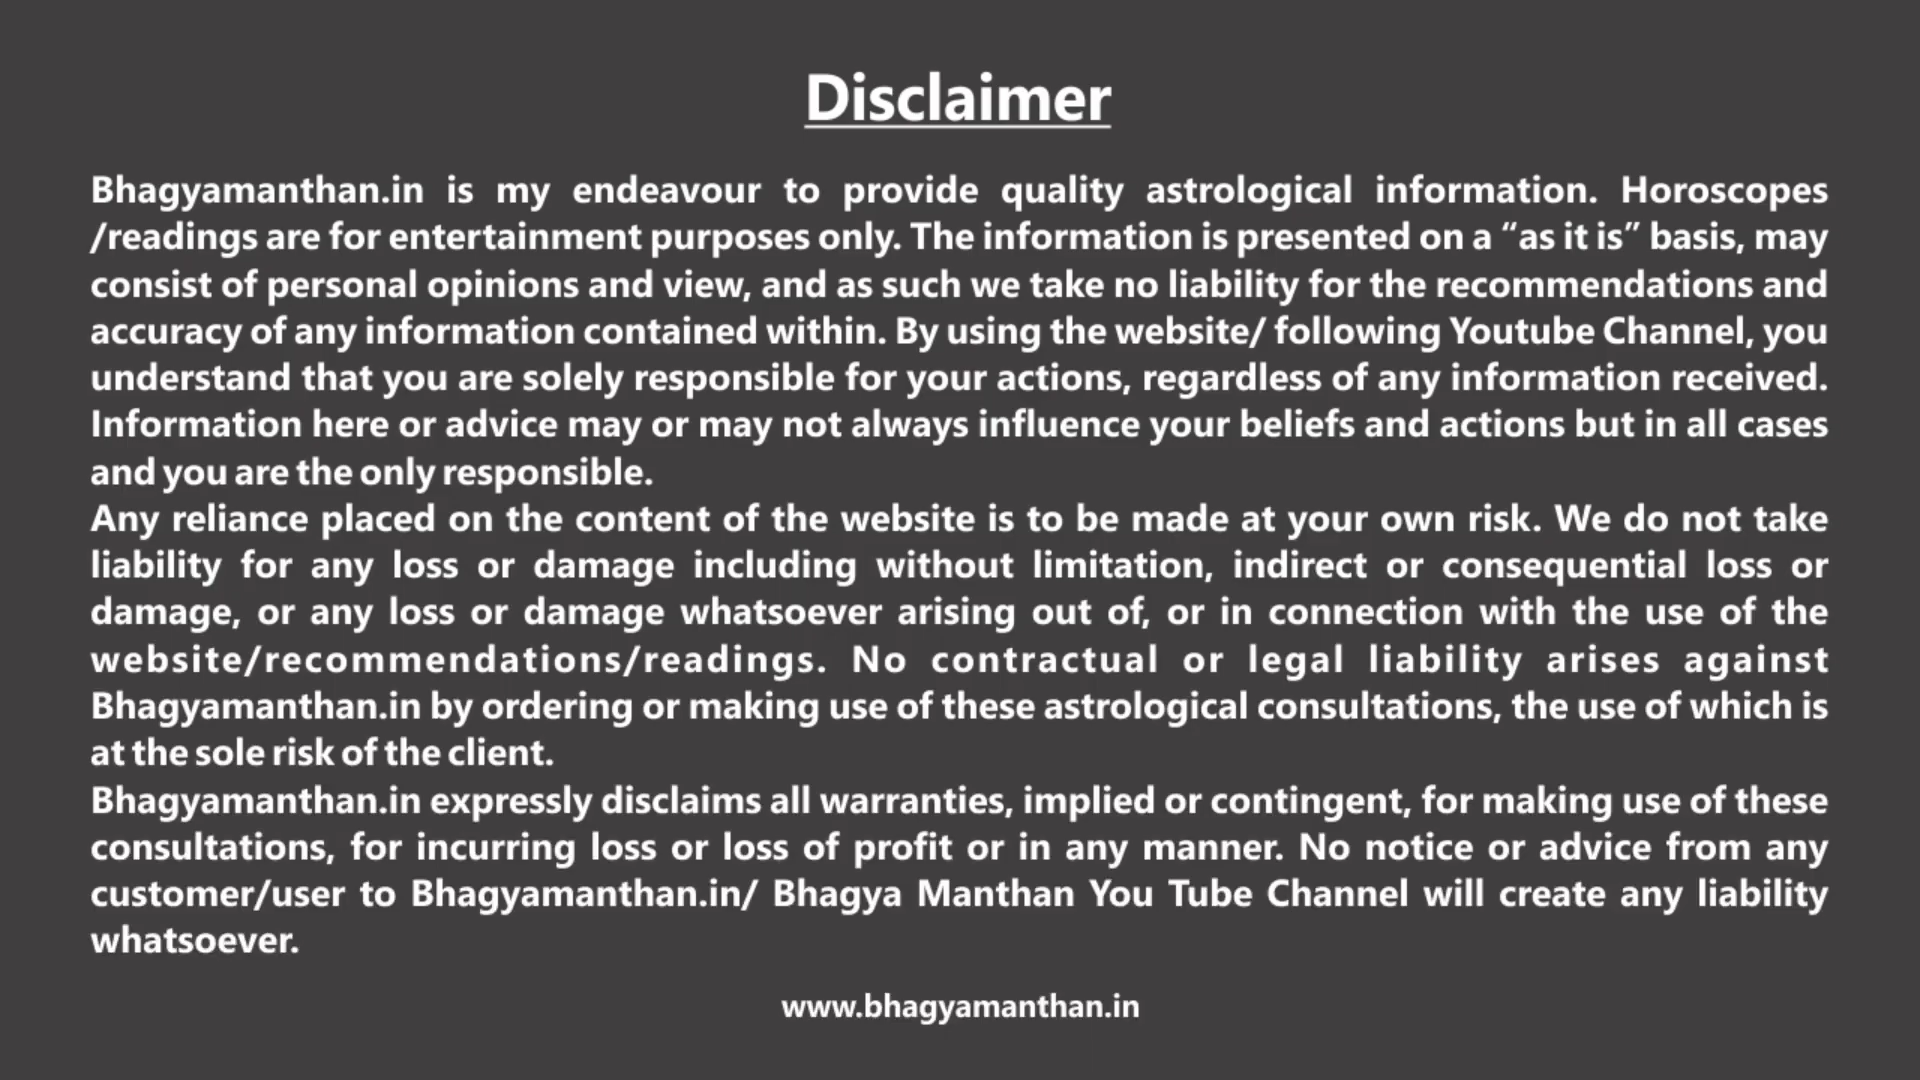 Disclaimer
Bhagyamanthan.in is my endeavour to provide quality astrological information. Horoscopes
/readings are for entertainment purposes only. The information is presented on a “as it is” basis, may
consist of personal opinions and view, and as such we take no liability for the recommendations and
accuracy of any information contained within. By using the website/ following Youtube Channel, you
understand that you are solely responsible for your actions, regardless of any information received.
Information here or advice may or may not always influence your beliefs and actions but in all cases
and you are the only responsible.
Any reliance placed on the content of the website is to be made at your own risk. We do not take
liability for any loss or damage including without limitation, indirect or consequential loss or
damage, or any loss or damage whatsoever arising out of, or in connection with the use of the
website/recommendations/readings. No contractual or legal liability arises against
Bhagyamanthan.in by ordering or making use of these astrological consultations, the use of which is
at the sole risk of the client.
Bhagyamanthan.in expressly disclaims all warranties, implied or contingent, for making use of these
consultations, for incurring loss or loss of profit or in any manner. No notice or advice from any
customer/user to Bhagyamanthan.in/ Bhagya Manthan You Tube Channel will create any liability
whatsoever.
www.bhagyamanthan.in